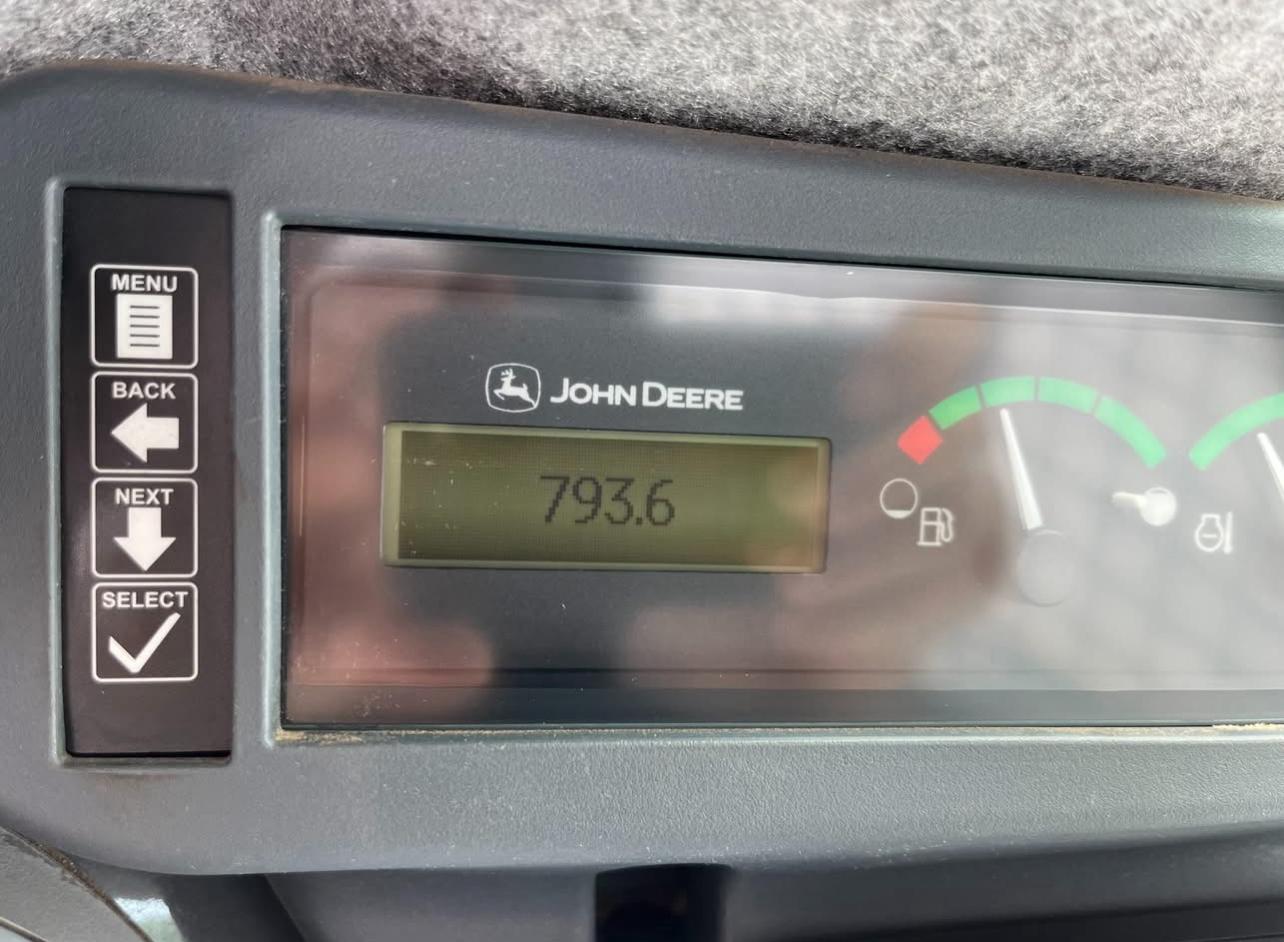 MENU
BACK
NEXT
SELECT
JOHN DEERE
793.6